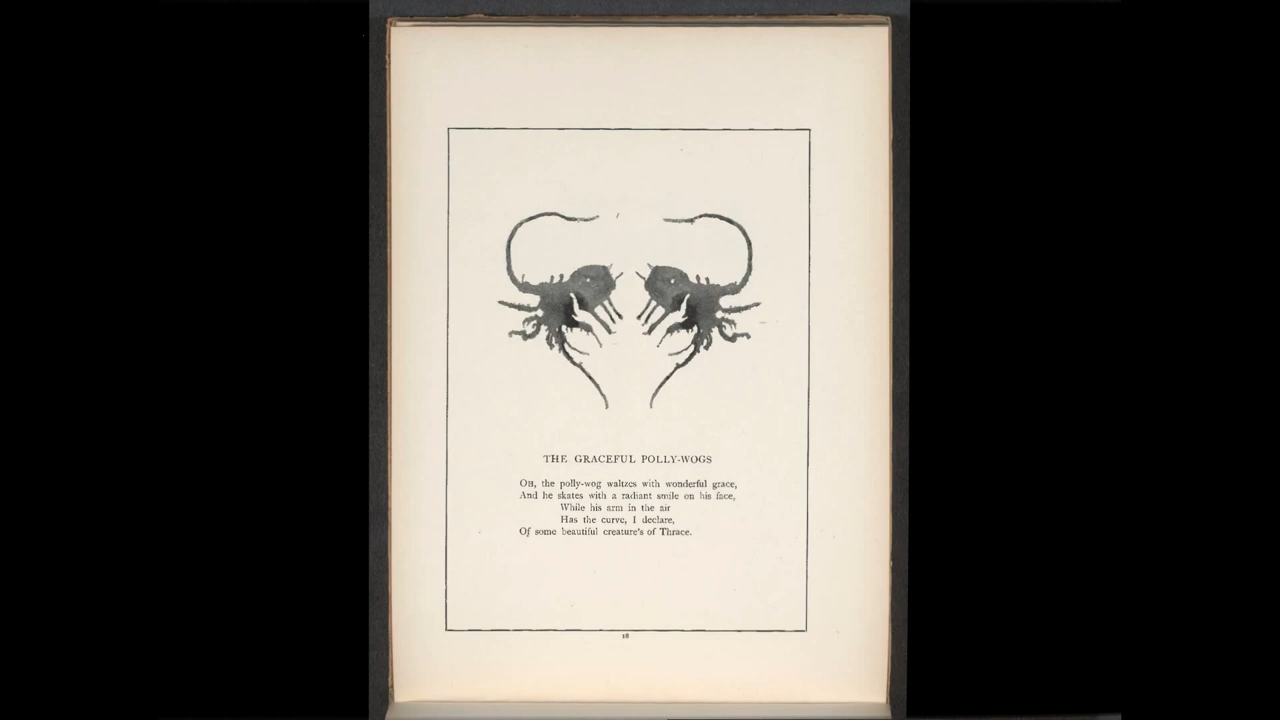 THE GRACEFUL POLLY-WOGS
OH, the polly-wog waltzes with wonderful grace,
And he skates with a radiant smile on his face,
While his arm in the air
Has the curve, I declare,
Of some beautiful creature's of Thrace.
18